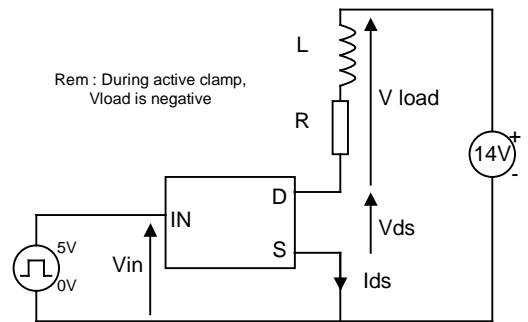 L
Rem : During active clamp,
Vload is negative
V load
R
+
14V
-
D
IN
Vds
S
5V
0V
Vin
Ids